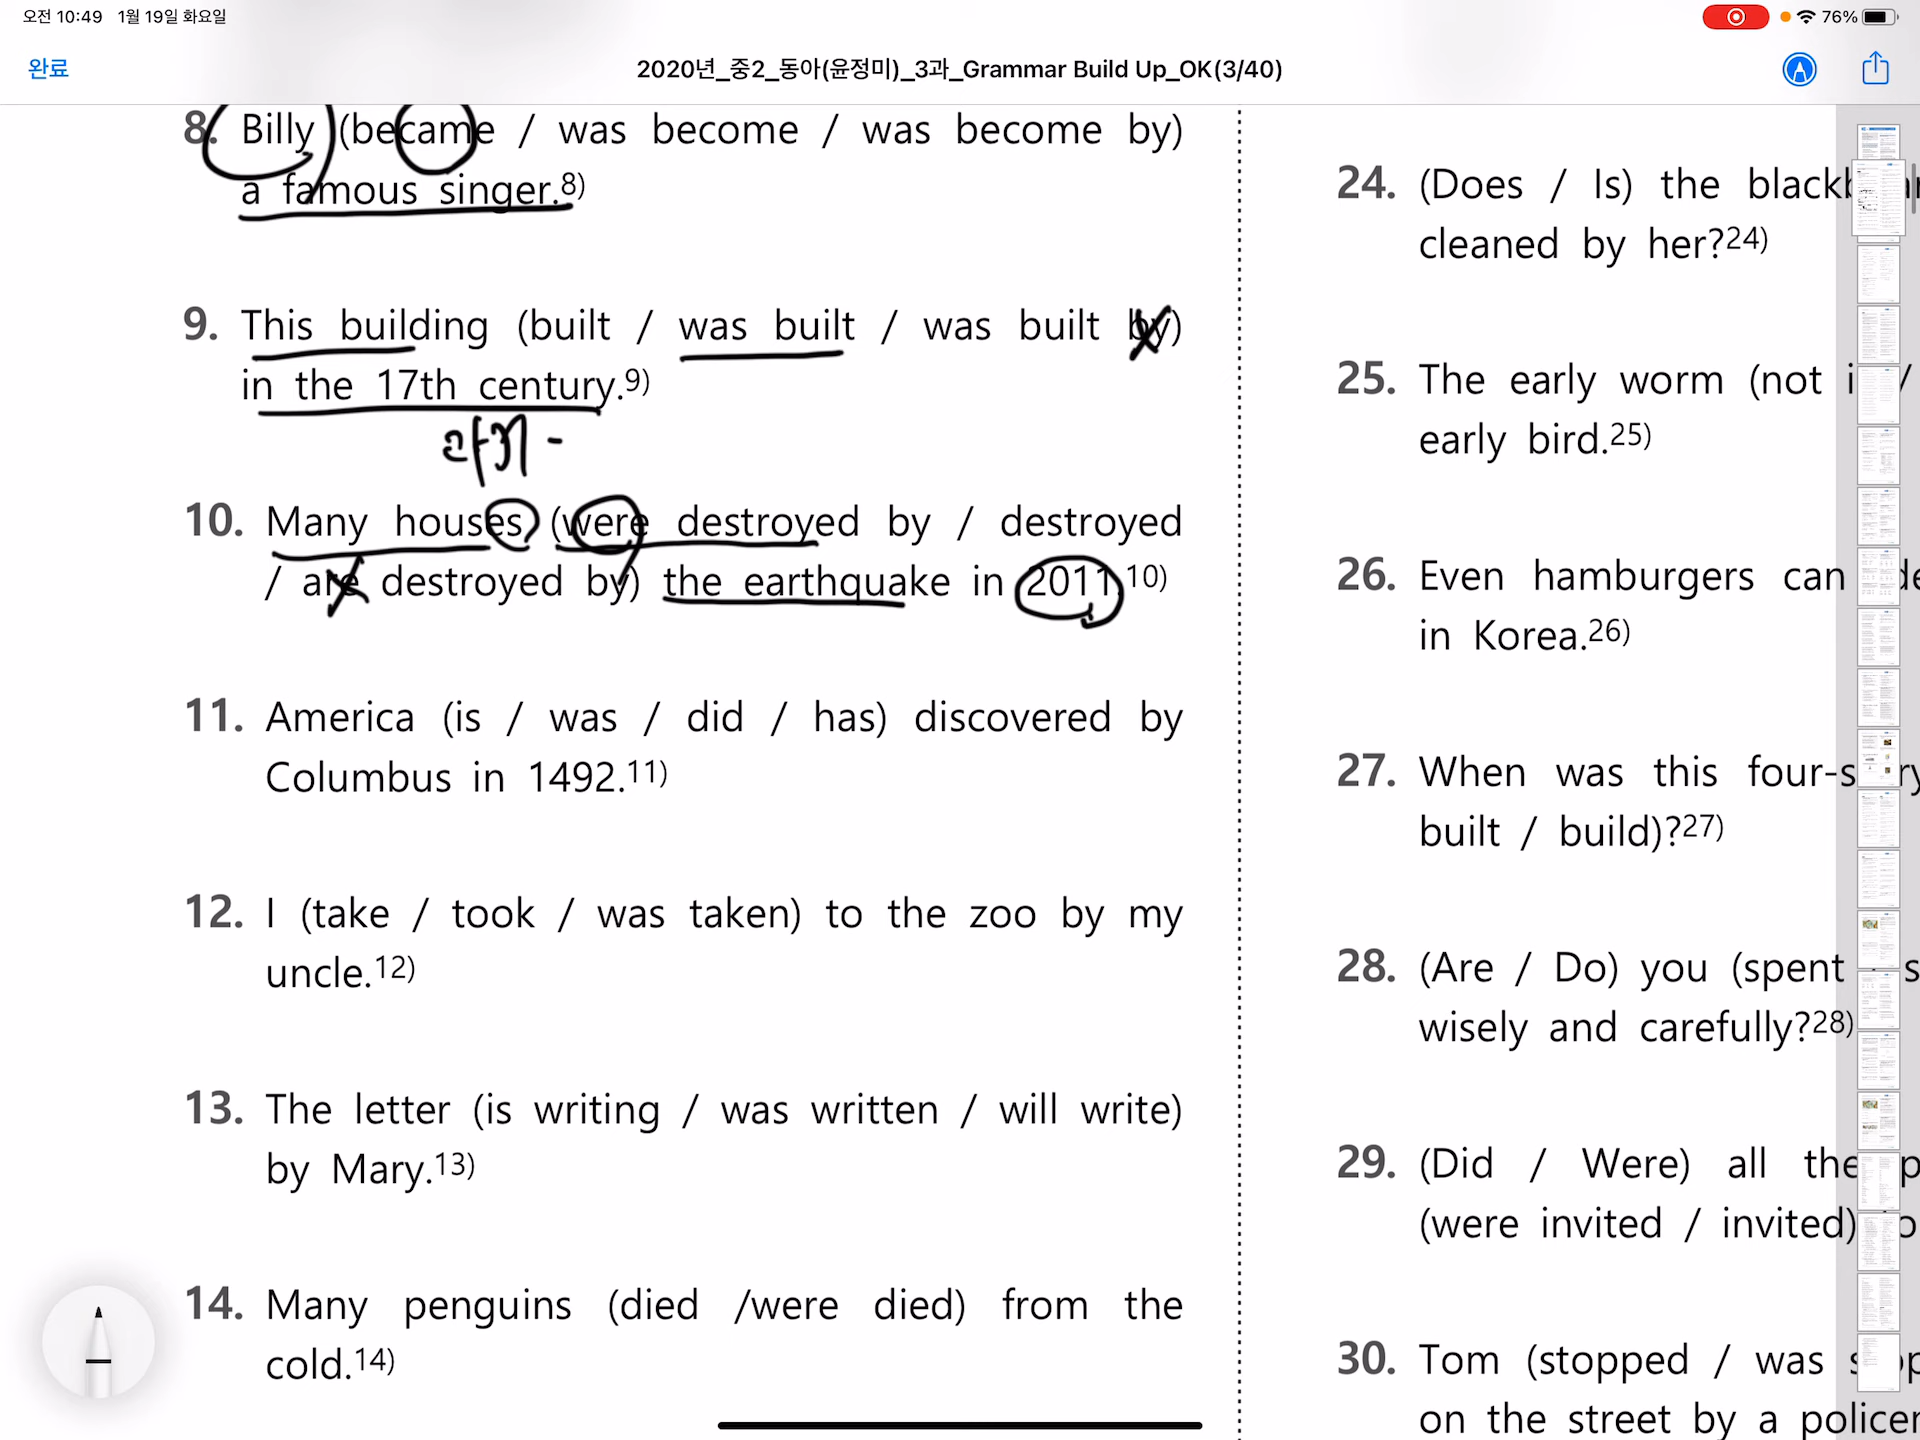 오전 10:49 1월 19일 화요일
76%
완료
2020년_중2_동아(윤정미)_3과_Grammar Build Up_OK(3/40)
8. Billy (became / was become / was become by)
a famous singer.8)
9. This building (built / was built / was built by)
in the 17th century.9)
과거
10. Many houses (were destroyed by / destroyed
/ are destroyed by) the earthquake in 2011.10)
11. America (is / was / did / has) discovered by
Columbus in 1492.11)
12. I (take / took / was taken) to the zoo by my
uncle.12)
13. The letter (is writing / was written / will write)
by Mary.13)
14. Many penguins (died /were died) from the
cold.14)
24. (Does / Is) the
cleaned by her?24)
25. The early worm (not
early bird.25)
26. Even hamburgers can
in Korea.26)
27. When was this
built / build)?27)
28. (Are / Do) you (spent
wisely and carefully?28)
29. (Did / Were) all
(were invited / invited)
30. Tom (stopped / was
on the street by a